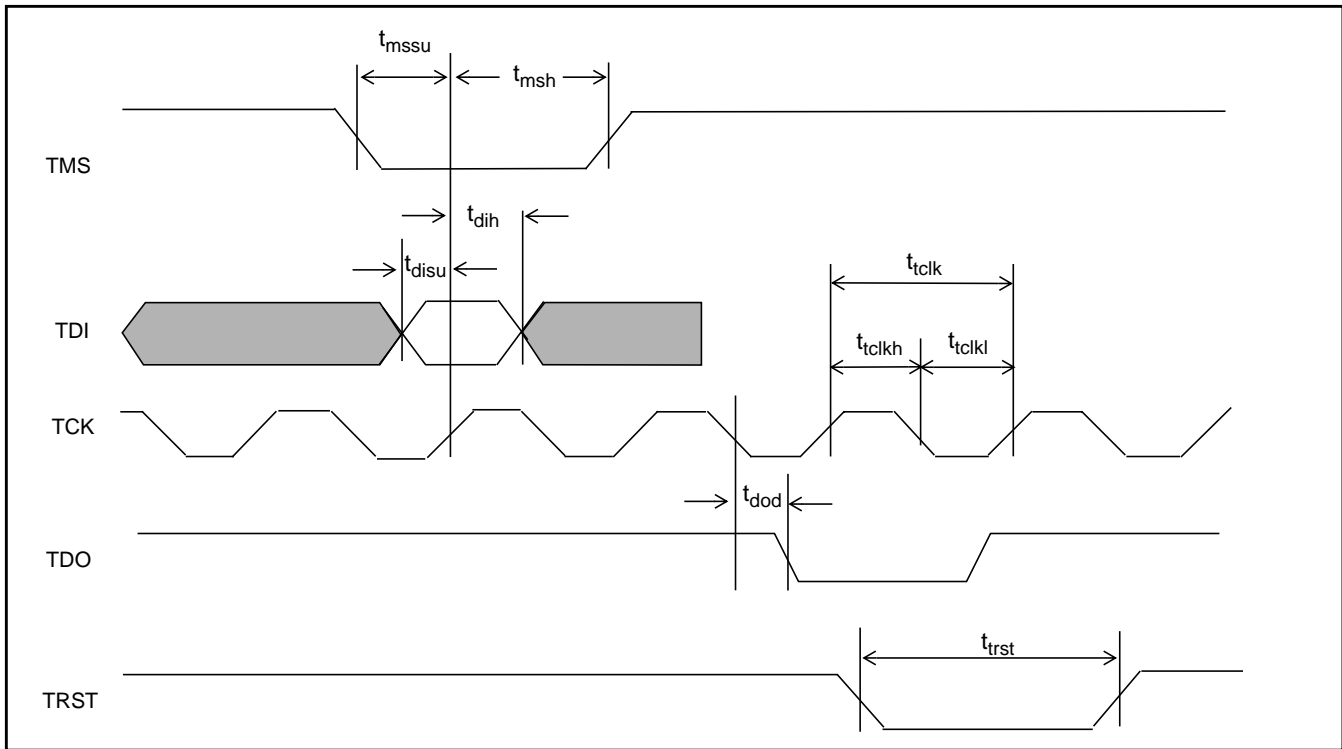 tmssu
tmsh
TMS
tdih
tdisu
ttclk
TDI
ttclkh
ttclkl
TCK
tdod
TDO
ttrst
TRST